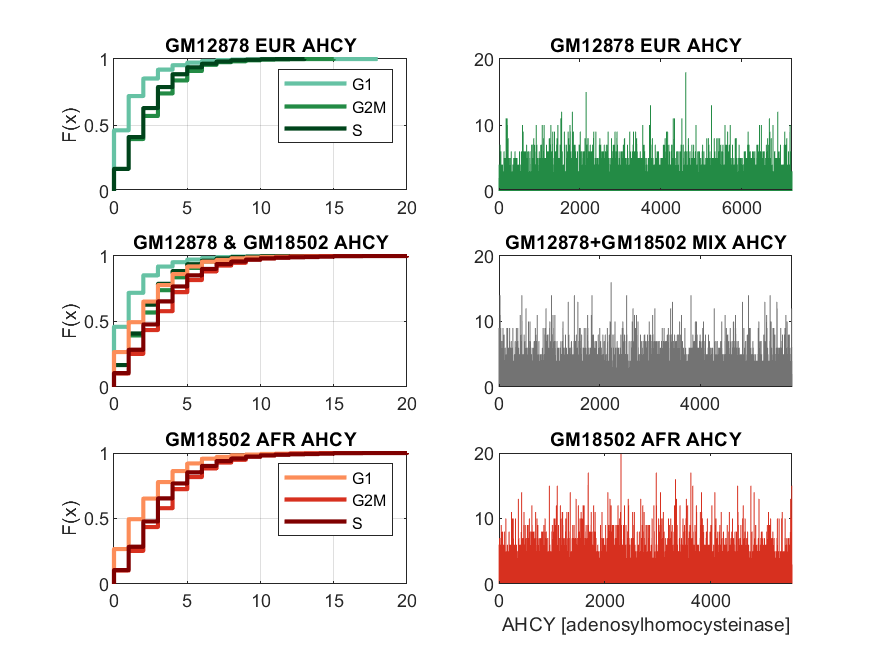 GM12878 EUR AHCY
1
0.5
0
F(x)
G1
G2M
S
0 5 10 15 20
GM12878 EUR AHCY
20
10
0
0 2000 4000 6000
GM12878 & GM18502 AHCY
1
0.5
0
F(x)
0 5 10 15 20
GM12878+GM18502 MIX AHCY
20
10
0
0 2000 4000
GM18502 AFR AHCY
1
0.5
0
F(x)
G1
G2M
S
0 5 10 15 20
GM18502 AFR AHCY
20
10
0
0 2000 4000
AHCY [adenosylhomocysteinase]